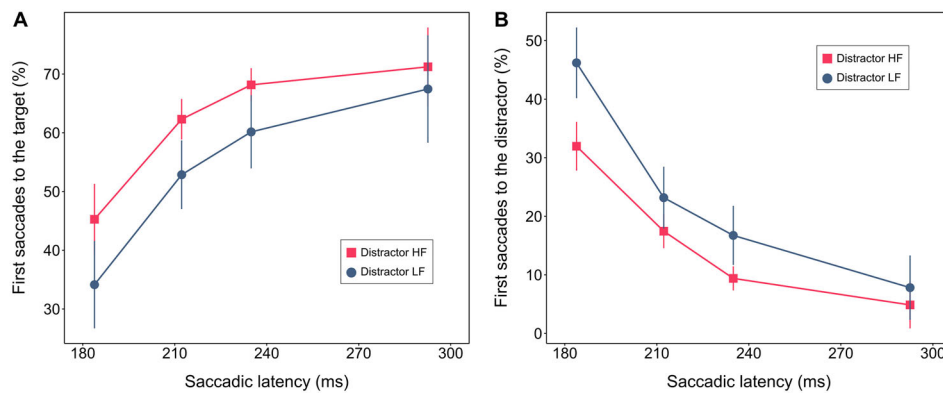 A
First saccades to the target (%)
70
60
50
40
30
Distractor HF
Distractor LF
180
210
240
270
300
Saccadic latency (ms)
B
First saccades to the distractor (%)
50
40
30
20
10
0
Distractor HF
Distractor LF
180
210
240
270
300
Saccadic latency (ms)